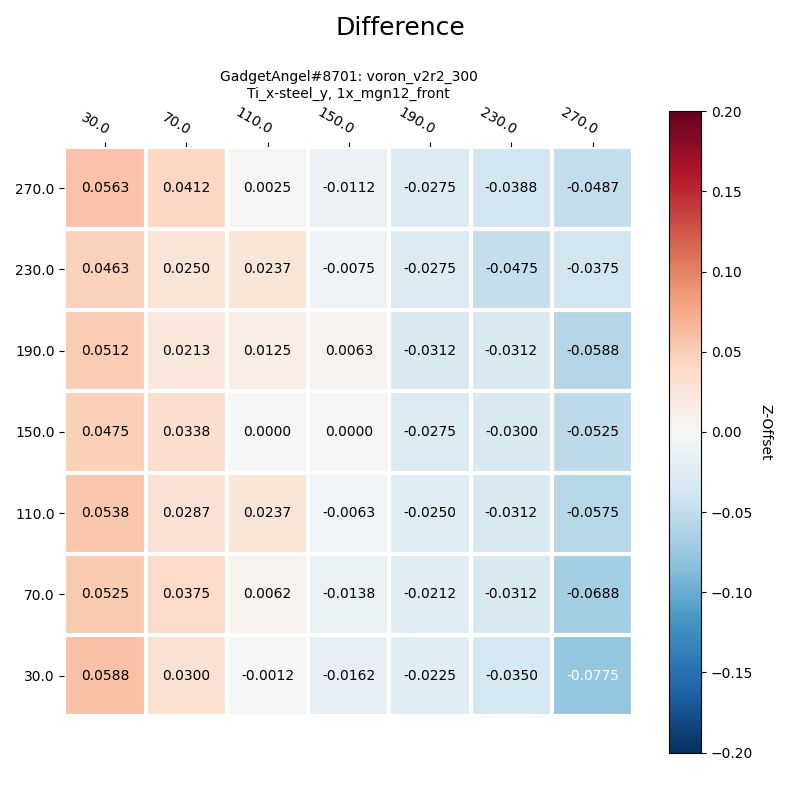 Difference
GadgetAngel#8701: voron_v2r2_300
Ti_x-steel_y, 1x_mgn12_front
30.0 70.0 110.0 150.0 190.0 230.0 270.0
270.0 0.0563 0.0412 0.0025 -0.0112 -0.0275 -0.0388 -0.0487
230.0 0.0463 0.0250 0.0237 -0.0075 -0.0275 -0.0475 -0.0375
190.0 0.0512 0.0213 0.0125 0.0063 -0.0312 -0.0312 -0.0588
150.0 0.0475 0.0338 0.0000 0.0000 -0.0275 -0.0300 -0.0525
110.0 0.0538 0.0287 0.0237 -0.0063 -0.0250 -0.0312 -0.0575
70.0 0.0525 0.0375 0.0062 -0.0138 -0.0212 -0.0312 -0.0688
30.0 0.0588 0.0300 -0.0012 -0.0162 -0.0225 -0.0350 -0.0775
0.20
0.15
0.10
0.05
0.00
−0.05
−0.10
−0.15
−0.20
Z-Offset